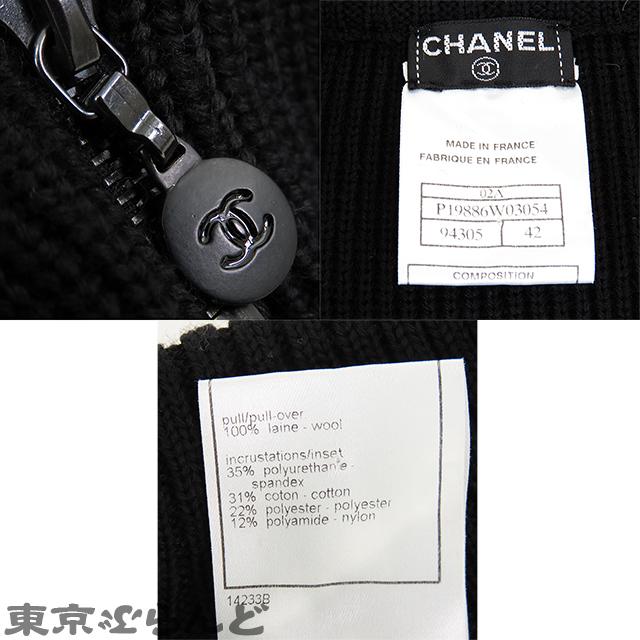 CHANEL
MADE IN FRANCE
FABRIQUE EN FRANCE
02A
P19886W03054
94305 42
COMPOSITION
pull/pull-over
100% laine - wool
incrustations/inset
35% polyurethane -
spandex
31% coton - cotton
22% polyester - polyester
12% polyamide - nylon
14233B
東京ぶらんど